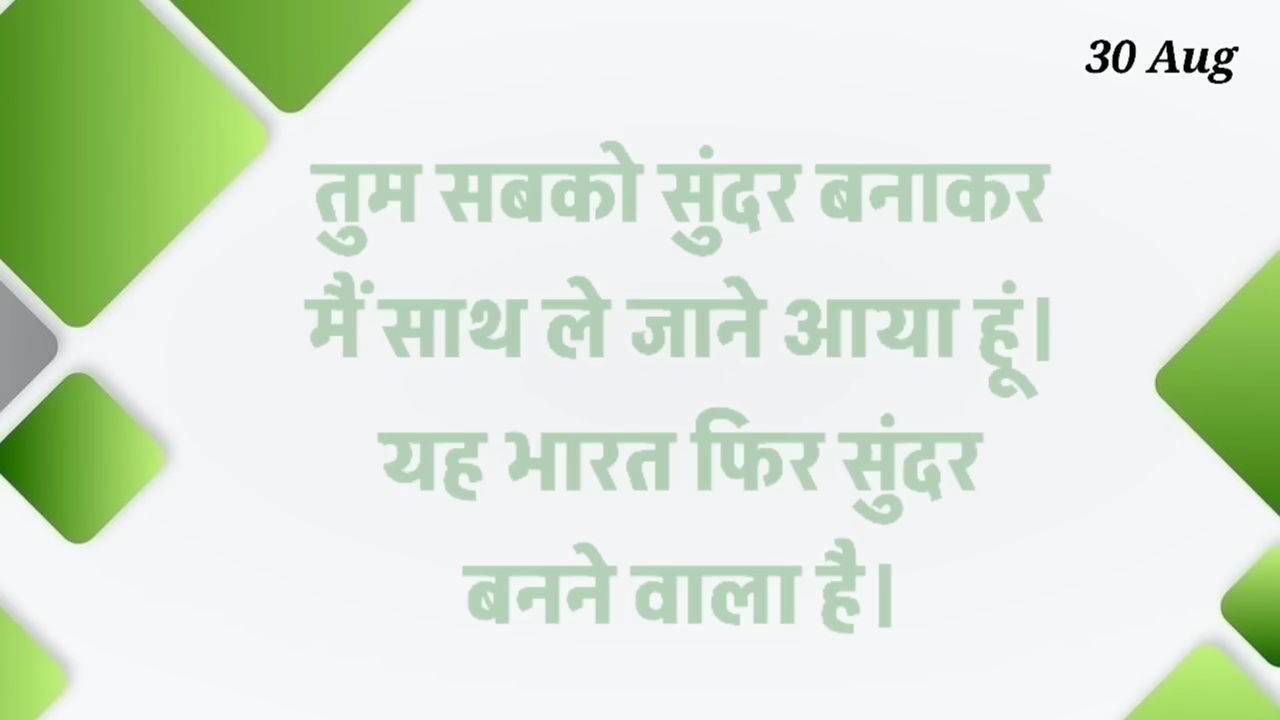 30 Aug
तुम सबको सुंदर बनाकर
मैं साथ ले जाने आया हूं।
यह भारत फिर सुंदर
बनने वाला है।